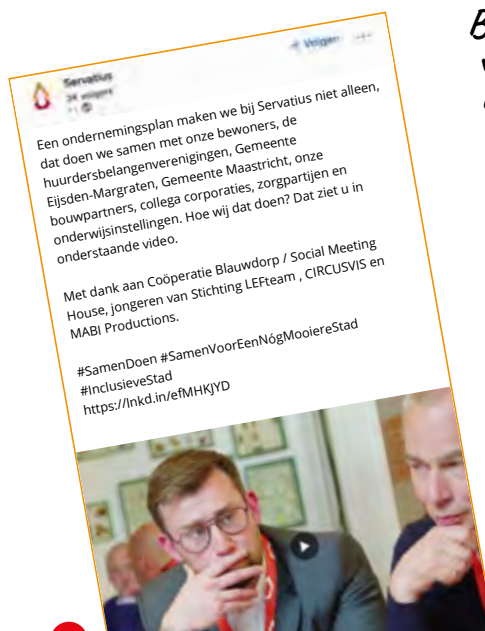 Servatius
volgers
Volgen
Een ondernemingsplan maken we bij Servatius niet alleen,
dat doen we samen met onze bewoners, de
huurdersbelangenverenigingen, Gemeente
Eijsden-Margraten, Gemeente Maastricht, onze
bouwpartners, collega corporaties, zorgpartijen en
onderwijsinstellingen. Hoe wij dat doen? Dat ziet u in
onderstaande video.
Met dank aan Coöperatie Blauwdorp / Social Meeting
House, jongeren van Stichting LEFteam , CIRCUSVIS en
MABI Productions.
#SamenDoen #SamenVoorEenNógMooiereStad
#InclusieveStad
https://lnkd.in/efMHKJYD